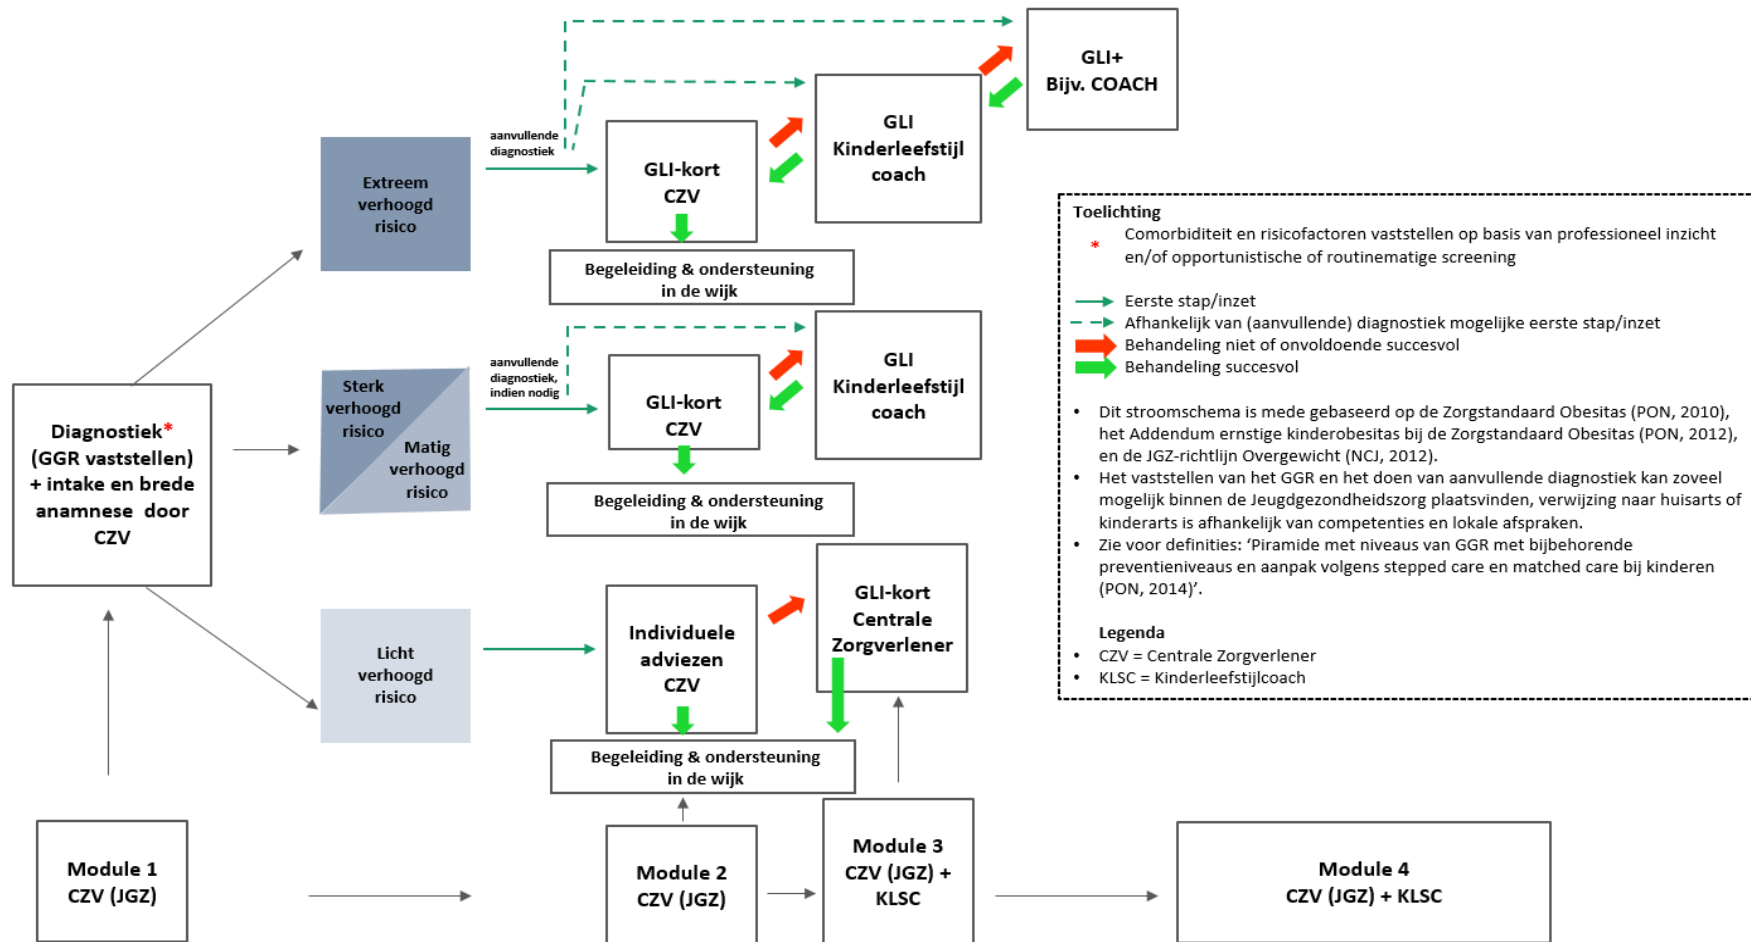 GLI+
Bijv. COACH
GLI
Kinderleefstijl
coach
aanvullende
diagnostiek
GLI-kort
CZV
Extreem
verhoogd
risico
Begeleiding & ondersteuning
in de wijk
GLI
Kinderleefstijl
coach
aanvullende
diagnostiek,
indien nodig
GLI-kort
CZV
Sterk
verhoogd
risico
Matig
verhoogd
risico
Begeleiding & ondersteuning
in de wijk
Diagnostiek*
(GGR vaststellen)
+ intake en brede
anamnese door
CZV
Licht
verhoogd
risico
Individuele
adviezen
CZV
GLI-kort
Centrale
Zorgverlener
Begeleiding & ondersteuning
in de wijk
Module 1
CZV (JGZ)
Module 2
CZV (JGZ)
Module 3
CZV (JGZ) +
KLSC
Module 4
CZV (JGZ) + KLSC
Toelichting
* Comorbiditeit en risicofactoren vaststellen op basis van professioneel inzicht
en/of opportunistische of routinematige screening
Eerste stap/inzet
Afhankelijk van (aanvullende) diagnostiek mogelijke eerste stap/inzet
Behandeling niet of onvoldoende succesvol
Behandeling succesvol
• Dit stroomschema is mede gebaseerd op de Zorgstandaard Obesitas (PON, 2010),
het Addendum ernstige kinderobesitas bij de Zorgstandaard Obesitas (PON, 2012),
en de JGZ-richtlijn Overgewicht (NCJ, 2012).
• Het vaststellen van het GGR en het doen van aanvullende diagnostiek kan zoveel
mogelijk binnen de Jeugdgezondheidszorg plaatsvinden, verwijzing naar huisarts of
kinderarts is afhankelijk van competenties en lokale afspraken.
• Zie voor definities: ‘Piramide met niveaus van GGR met bijbehorende
preventieniveaus en aanpak volgens stepped care en matched care bij kinderen
(PON, 2014)’.
Legenda
• CZV = Centrale Zorgverlener
• KLSC = Kinderleefstijlcoach